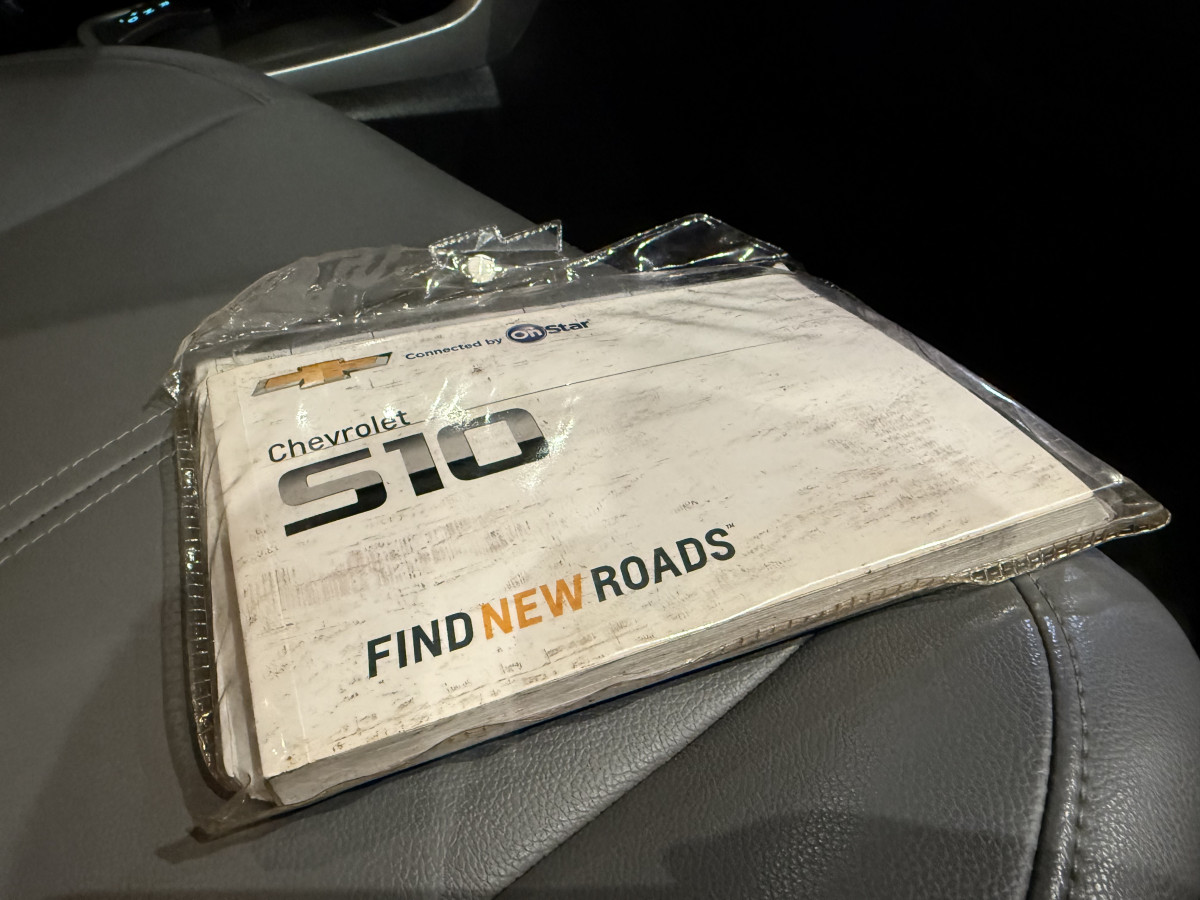 Connected by OnStar
Chevrolet
S10
FIND NEW ROADS™